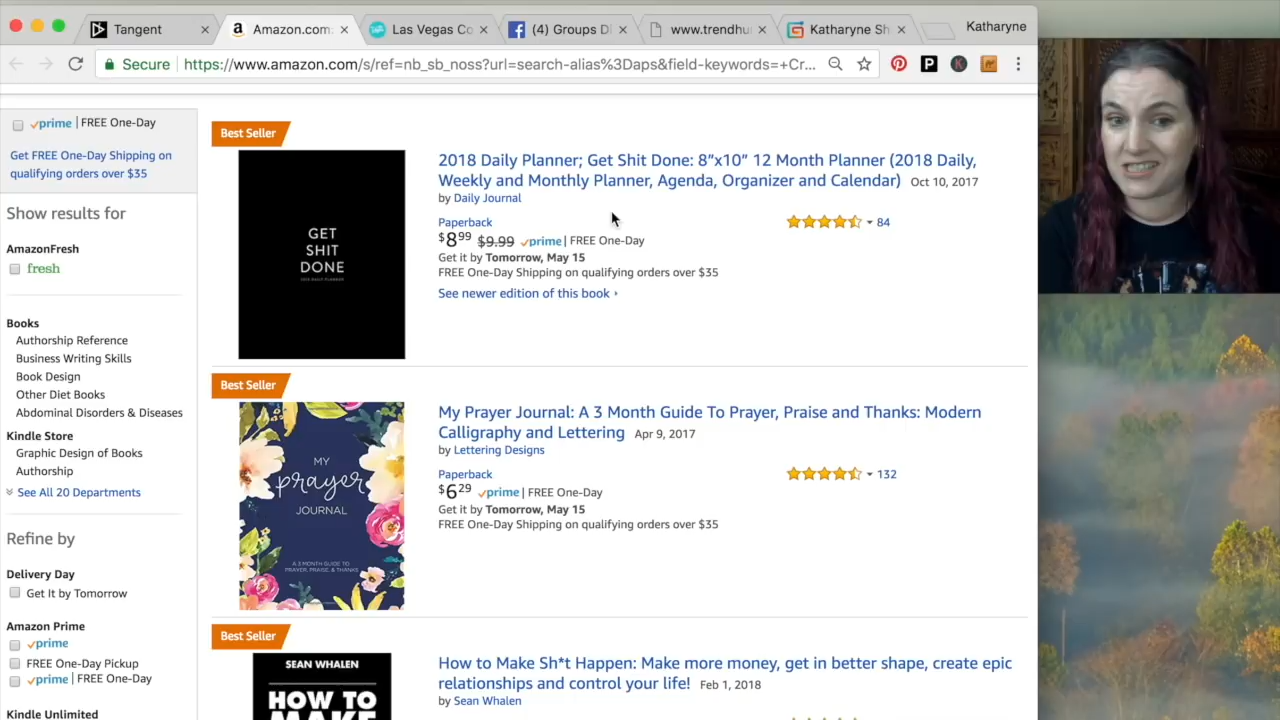 Tangent
Amazon.com:
Las Vegas Co
(4) Groups Di
www.trendhu
Katharyne Sh
Katharyne
Secure
https://www.amazon.com/s/ref=nb_sb_noss?url=search-alias%3Daps&field-keywords=+Cr...
prime | FREE One-Day
Get FREE One-Day Shipping on
qualifying orders over $35
Show results for
AmazonFresh
fresh
Books
Authorship Reference
Business Writing Skills
Book Design
Other Diet Books
Abdominal Disorders & Diseases
Kindle Store
Graphic Design of Books
Authorship
See All 20 Departments
Refine by
Delivery Day
Get It by Tomorrow
Amazon Prime
prime
FREE One-Day Pickup
prime | FREE One-Day
Kindle Unlimited
Best Seller
GET
SHIT
DONE
2018 DAILY PLANNER
2018 Daily Planner; Get Shit Done: 8”x10” 12 Month Planner (2018 Daily,
Weekly and Monthly Planner, Agenda, Organizer and Calendar) Oct 10, 2017
by Daily Journal
Paperback
84
$8 99 $9.99 prime | FREE One-Day
Get it by Tomorrow, May 15
FREE One-Day Shipping on qualifying orders over $35
See newer edition of this book
Best Seller
MY
prayer
JOURNAL
A 3 MONTH GUIDE TO
PRAYER, PRAISE & THANKS
My Prayer Journal: A 3 Month Guide To Prayer, Praise and Thanks: Modern
Calligraphy and Lettering Apr 9, 2017
by Lettering Designs
Paperback
132
$6 29 prime | FREE One-Day
Get it by Tomorrow, May 15
FREE One-Day Shipping on qualifying orders over $35
Best Seller
SEAN WHALEN
HOW TO
MAKE
How to Make Sh*t Happen: Make more money, get in better shape, create epic
relationships and control your life! Feb 1, 2018
by Sean Whalen